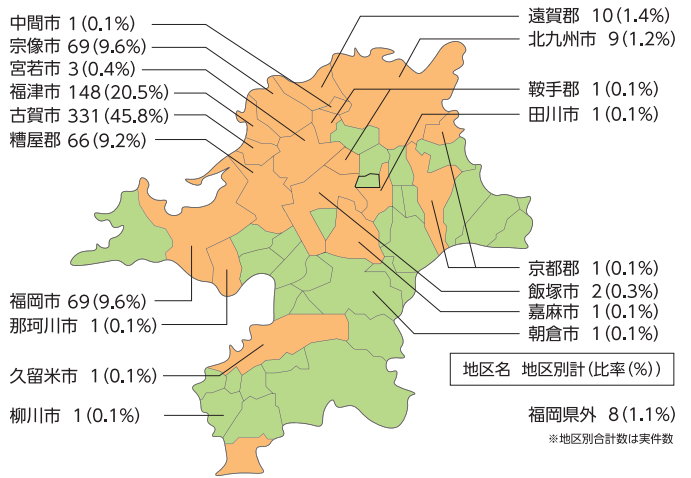 中間市 1(0.1%)
宗像市 69(9.6%)
宮若市 3(0.4%)
福津市 148(20.5%)
古賀市 331(45.8%)
糟屋郡 66(9.2%)
遠賀郡 10(1.4%)
北九州市 9(1.2%)
鞍手郡 1(0.1%)
田川市 1(0.1%)
福岡市 69(9.6%)
那珂川市 1(0.1%)
久留米市 1(0.1%)
柳川市 1(0.1%)
京都郡 1(0.1%)
飯塚市 2(0.3%)
嘉麻市 1(0.1%)
朝倉市 1(0.1%)
地区名 地区別計(比率(%))
福岡県外 8(1.1%)
※地区別合計数は実件数